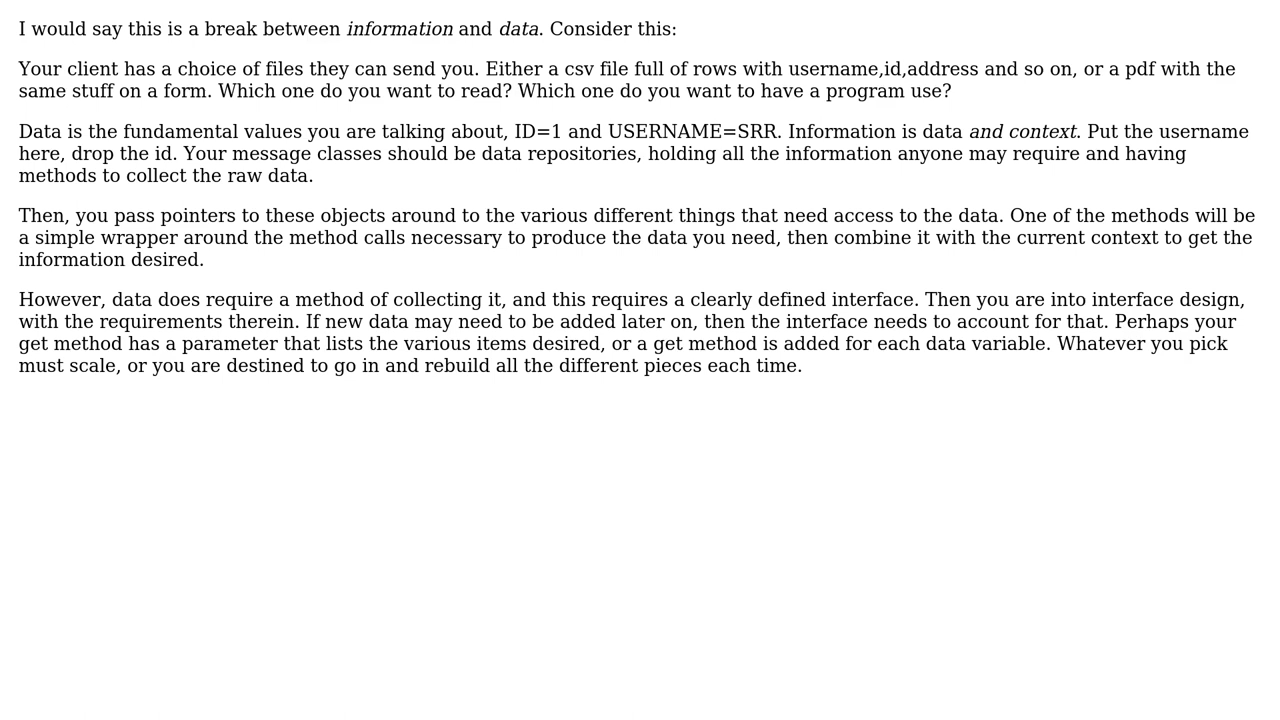 I would say this is a break between information and data. Consider this:
Your client has a choice of files they can send you. Either a csv file full of rows with username,id,address and so on, or a pdf with the
same stuff on a form. Which one do you want to read? Which one do you want to have a program use?
Data is the fundamental values you are talking about, ID=1 and USERNAME=SRR. Information is data and context. Put the username
here, drop the id. Your message classes should be data repositories, holding all the information anyone may require and having
methods to collect the raw data.
Then, you pass pointers to these objects around to the various different things that need access to the data. One of the methods will be
a simple wrapper around the method calls necessary to produce the data you need, then combine it with the current context to get the
information desired.
However, data does require a method of collecting it, and this requires a clearly defined interface. Then you are into interface design,
with the requirements therein. If new data may need to be added later on, then the interface needs to account for that. Perhaps your
get method has a parameter that lists the various items desired, or a get method is added for each data variable. Whatever you pick
must scale, or you are destined to go in and rebuild all the different pieces each time.